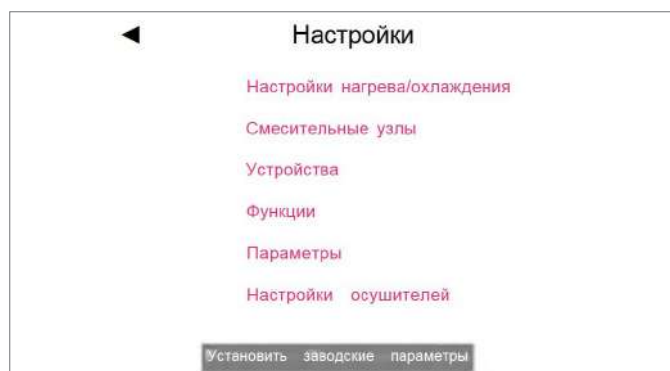 Настройки
Настройки нагрева/охлаждения
Смесительные узлы
Устройства
Функции
Параметры
Настройки осушителей
Установить заводские параметры